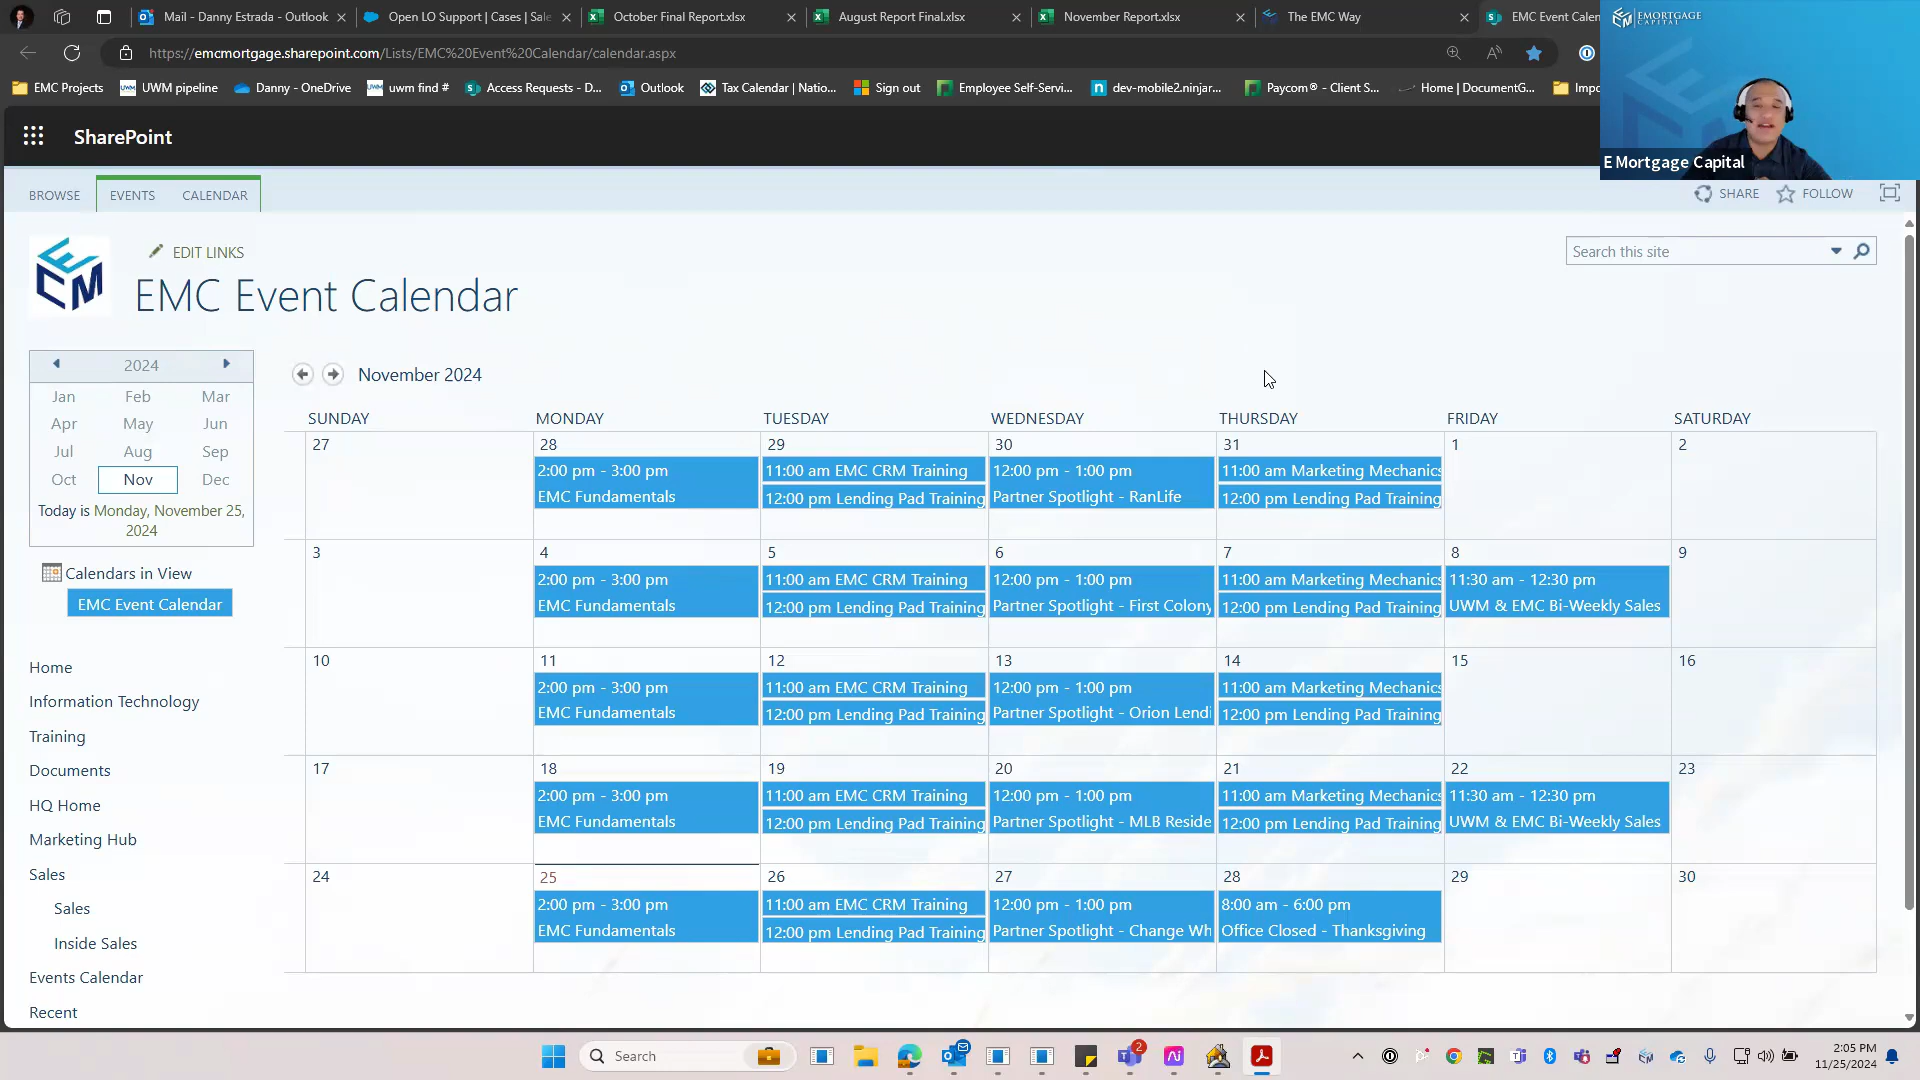 Mail - Danny Estrada - Outlook
Open LO Support | Cases | Sale
October Final Report.xlsx
August Report Final.xlsx
November Report.xlsx
The EMC Way
EMC Event Calen
https://emcmortgage.sharepoint.com/Lists/EMC%20Event%20Calendar/calendar.aspx
EMC Projects
UWM pipeline
Danny - OneDrive
uwm find #
Access Requests - D...
Outlook
Tax Calendar | Natio...
Sign out
Employee Self-Servi...
dev-mobile2.ninjar...
Paycom® - Client S...
Home | DocumentG...
Impo
EMORTGAGE
CAPITAL
E Mortgage Capital
SharePoint
BROWSE
EVENTS
CALENDAR
SHARE
FOLLOW
EMC
EDIT LINKS
EMC Event Calendar
Search this site
2024
Jan Feb Mar
Apr May Jun
Jul Aug Sep
Oct Nov Dec
Today is Monday, November 25,
2024
Calendars in View
EMC Event Calendar
Home
Information Technology
Training
Documents
HQ Home
Marketing Hub
Sales
Sales
Inside Sales
Events Calendar
Recent
November 2024
SUNDAY MONDAY TUESDAY WEDNESDAY THURSDAY FRIDAY SATURDAY
27
28
2:00 pm - 3:00 pm
EMC Fundamentals
29
11:00 am EMC CRM Training
12:00 pm Lending Pad Training
30
12:00 pm - 1:00 pm
Partner Spotlight - RanLife
31
11:00 am Marketing Mechanics
12:00 pm Lending Pad Training
1
2
3
4
2:00 pm - 3:00 pm
EMC Fundamentals
5
11:00 am EMC CRM Training
12:00 pm Lending Pad Training
6
12:00 pm - 1:00 pm
Partner Spotlight - First Colony
7
11:00 am Marketing Mechanics
12:00 pm Lending Pad Training
8
11:30 am - 12:30 pm
UWM & EMC Bi-Weekly Sales
9
10
11
2:00 pm - 3:00 pm
EMC Fundamentals
12
11:00 am EMC CRM Training
12:00 pm Lending Pad Training
13
12:00 pm - 1:00 pm
Partner Spotlight - Orion Lendi
14
11:00 am Marketing Mechanics
12:00 pm Lending Pad Training
15
16
17
18
2:00 pm - 3:00 pm
EMC Fundamentals
19
11:00 am EMC CRM Training
12:00 pm Lending Pad Training
20
12:00 pm - 1:00 pm
Partner Spotlight - MLB Reside
21
11:00 am Marketing Mechanics
12:00 pm Lending Pad Training
22
11:30 am - 12:30 pm
UWM & EMC Bi-Weekly Sales
23
24
25
2:00 pm - 3:00 pm
EMC Fundamentals
26
11:00 am EMC CRM Training
12:00 pm Lending Pad Training
27
12:00 pm - 1:00 pm
Partner Spotlight - Change Wh
28
8:00 am - 6:00 pm
Office Closed - Thanksgiving
29
30
Search
2
2:05 PM
11/25/2024